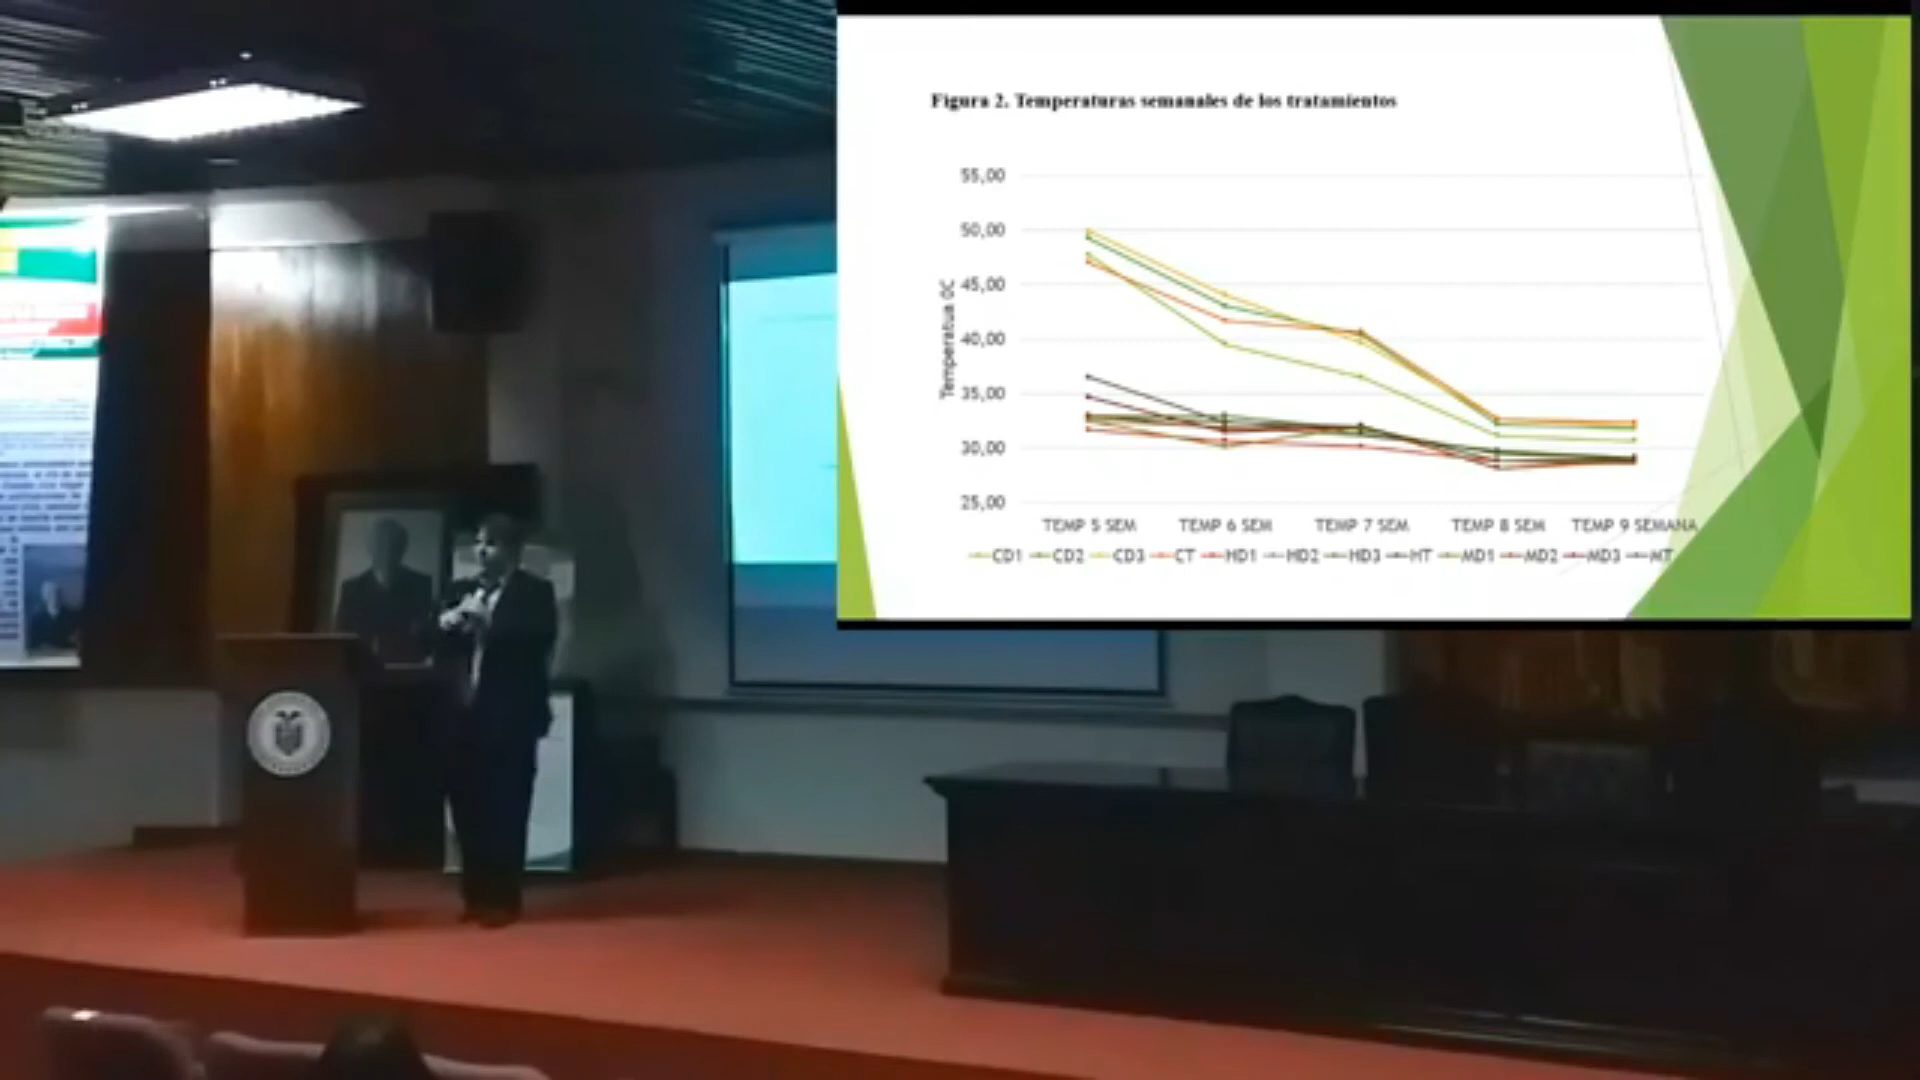 Figura 2. Temperaturas semanales de los tratamientos
55,00
50,00
45,00
40,00
35,00
30,00
25,00
Temperatua 0C
TEMP 5 SEM TEMP 6 SEM TEMP 7 SEM TEMP 8 SEM TEMP 9 SEMANA
CD1 CD2 CD3 CT HD1 HD2 HD3 HT MD1 MD2 MD3 MT